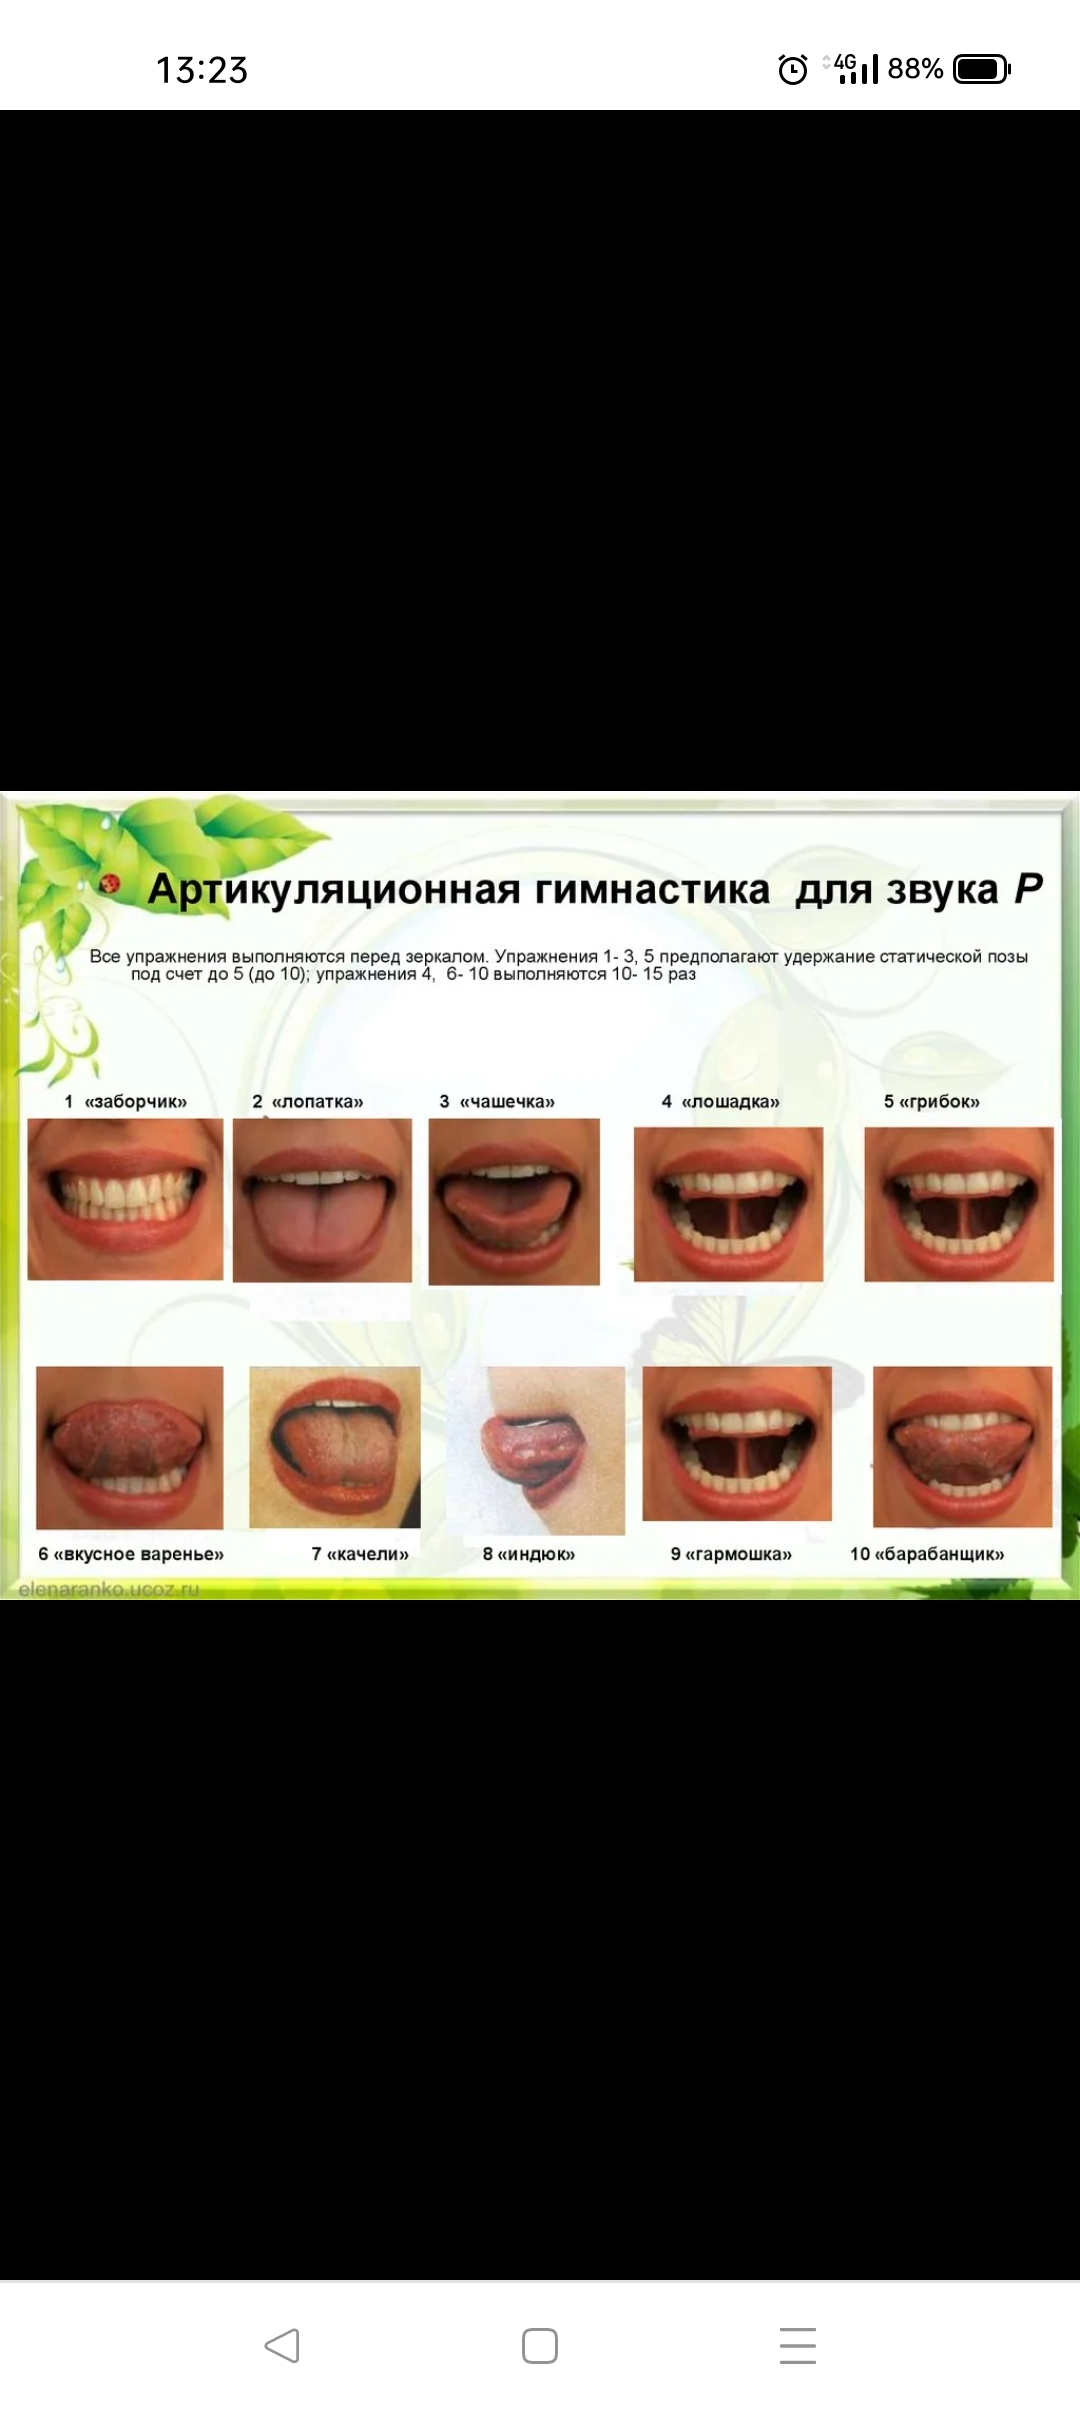 13:23
4G 88%
Артикуляционная гимнастика для звука Р
Все упражнения выполняются перед зеркалом. Упражнения 1- 3, 5 предполагают удержание статической позы
под счет до 5 (до 10); упражнения 4, 6- 10 выполняются 10- 15 раз
1 «заборчик» 2 «лопатка» 3 «чашечка» 4 «лошадка» 5 «грибок»
6 «вкусное варенье» 7 «качели» 8 «индюк» 9 «гармошка» 10 «барабанщик»
elenaranko.ucoz.ru